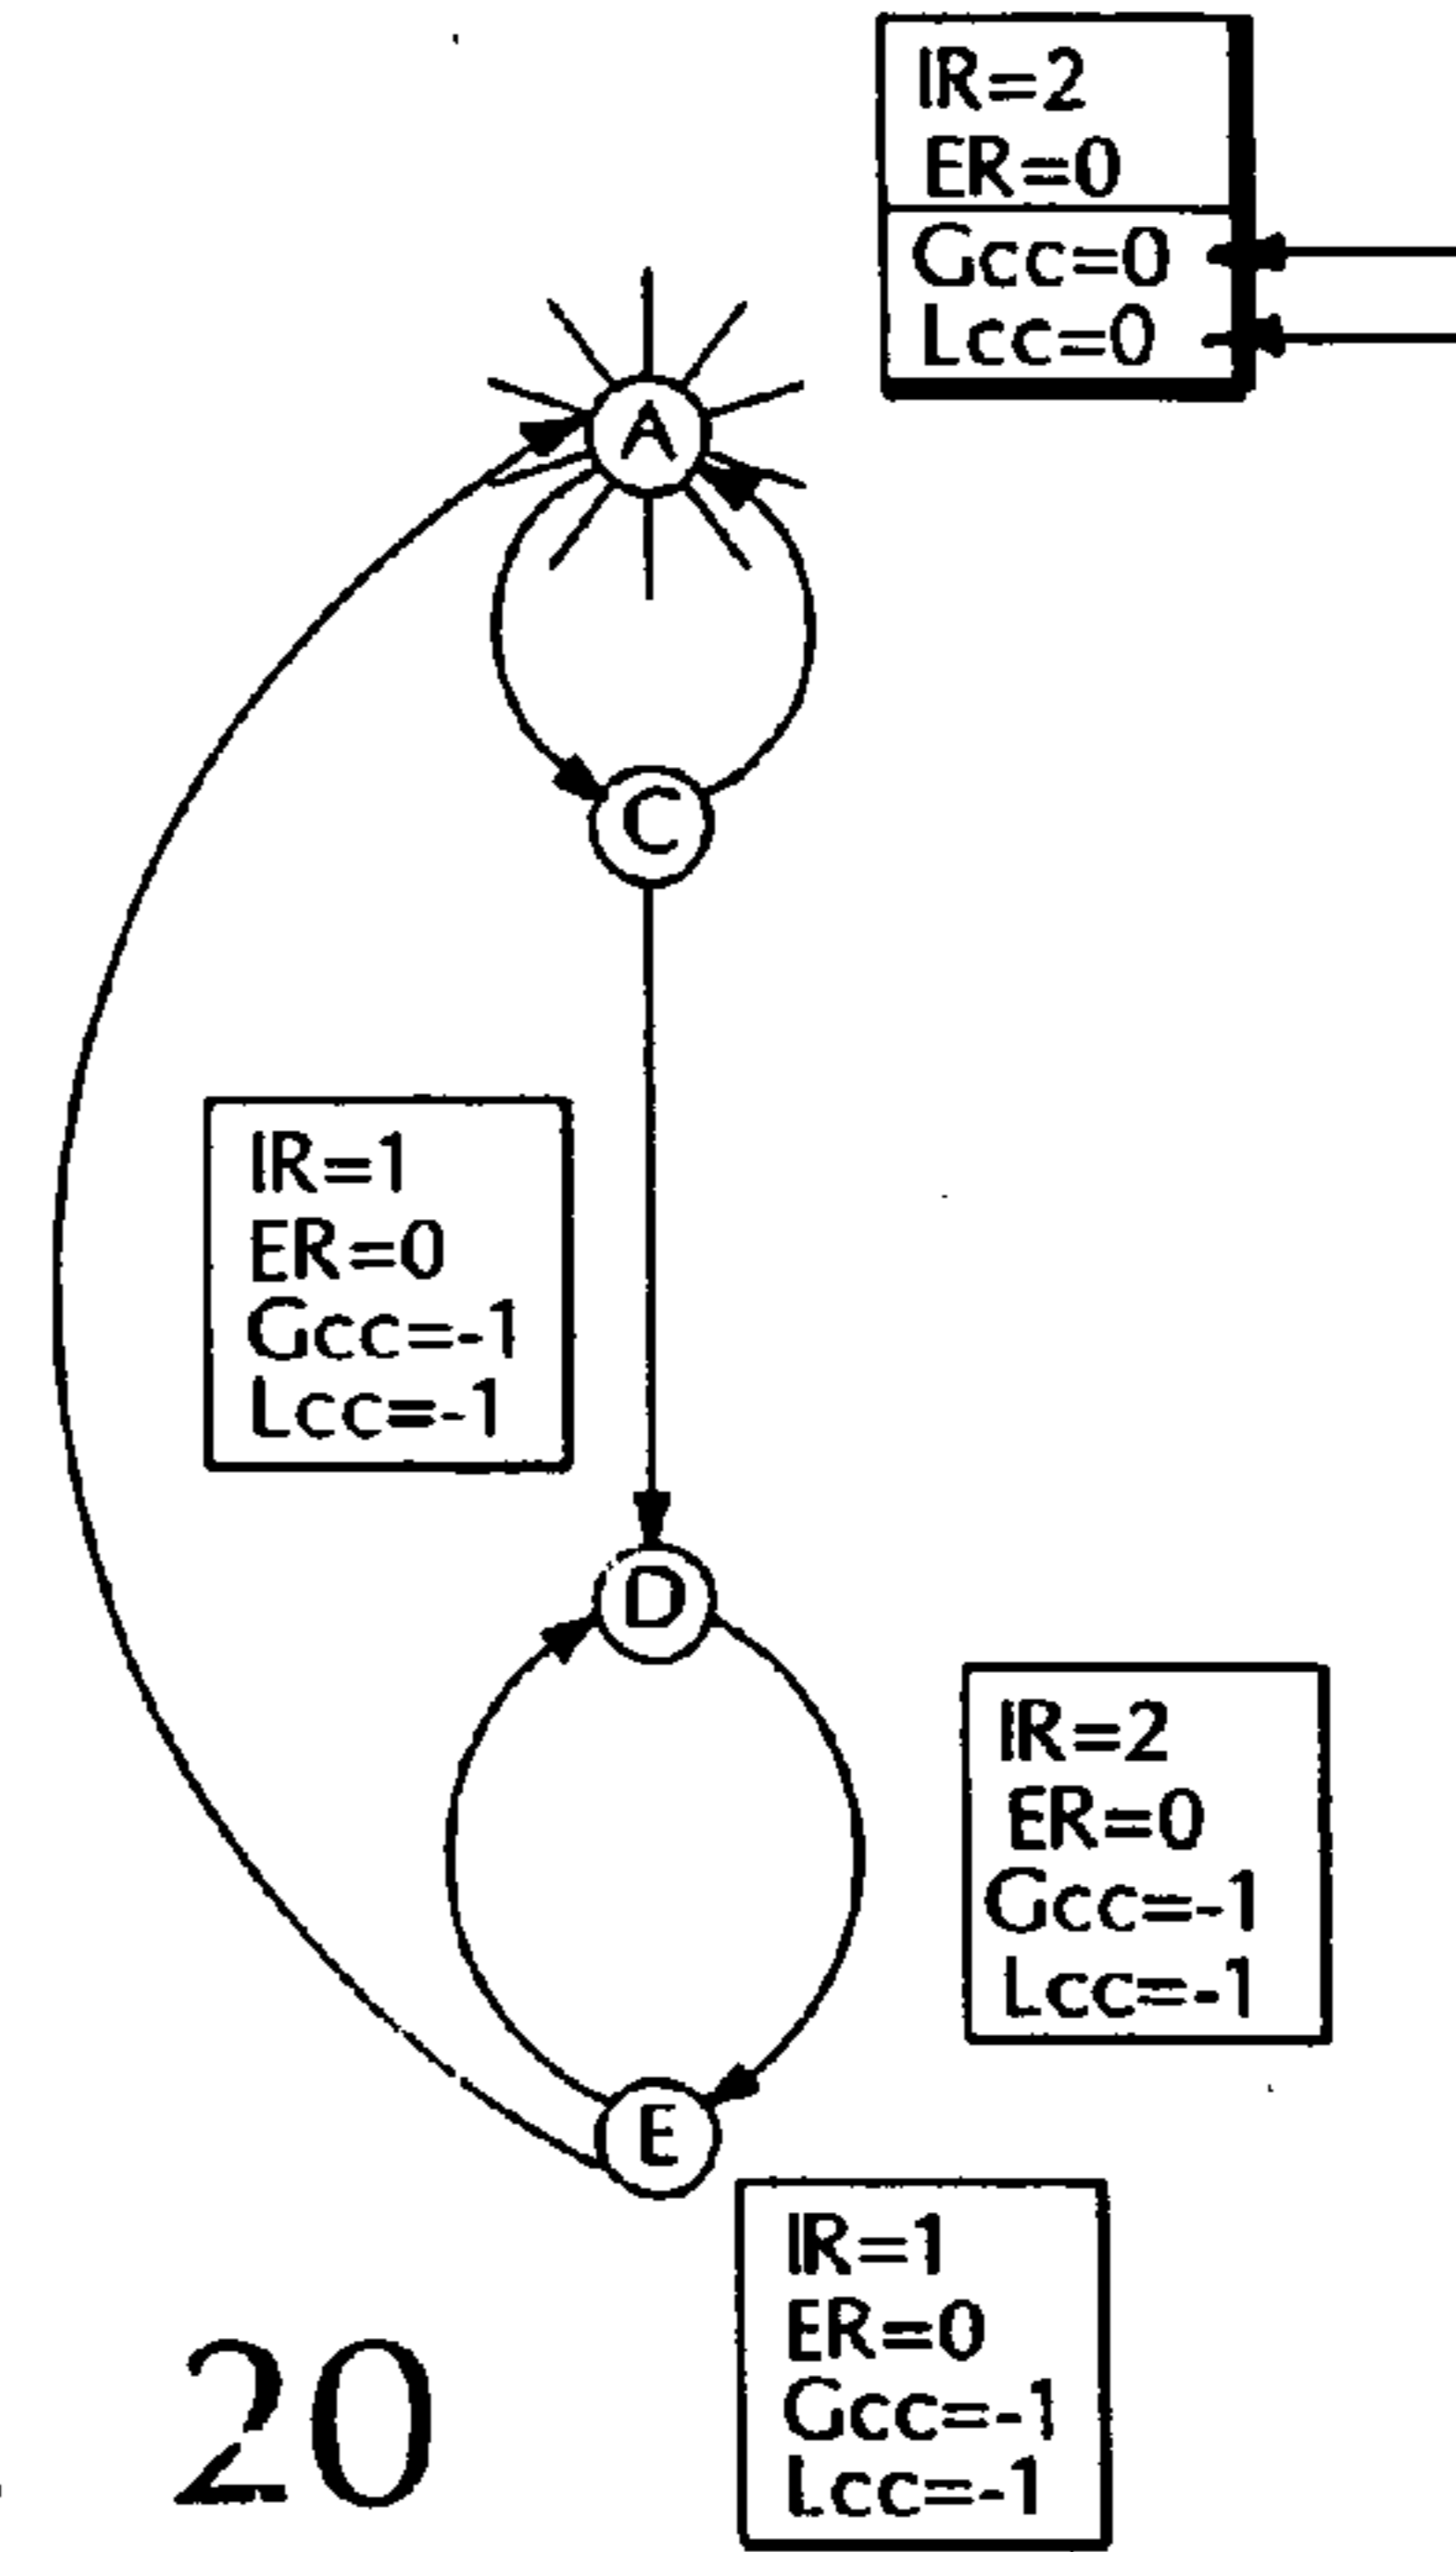 IR=2
ER=0
Gcc=0
Lcc=0
A
C
IR=1
ER=0
Gcc=-1
Lcc=-1
D
IR=2
ER=0
Gcc=-1
Lcc=-1
E
IR=1
ER=0
Gcc=-1
Lcc=-1
20